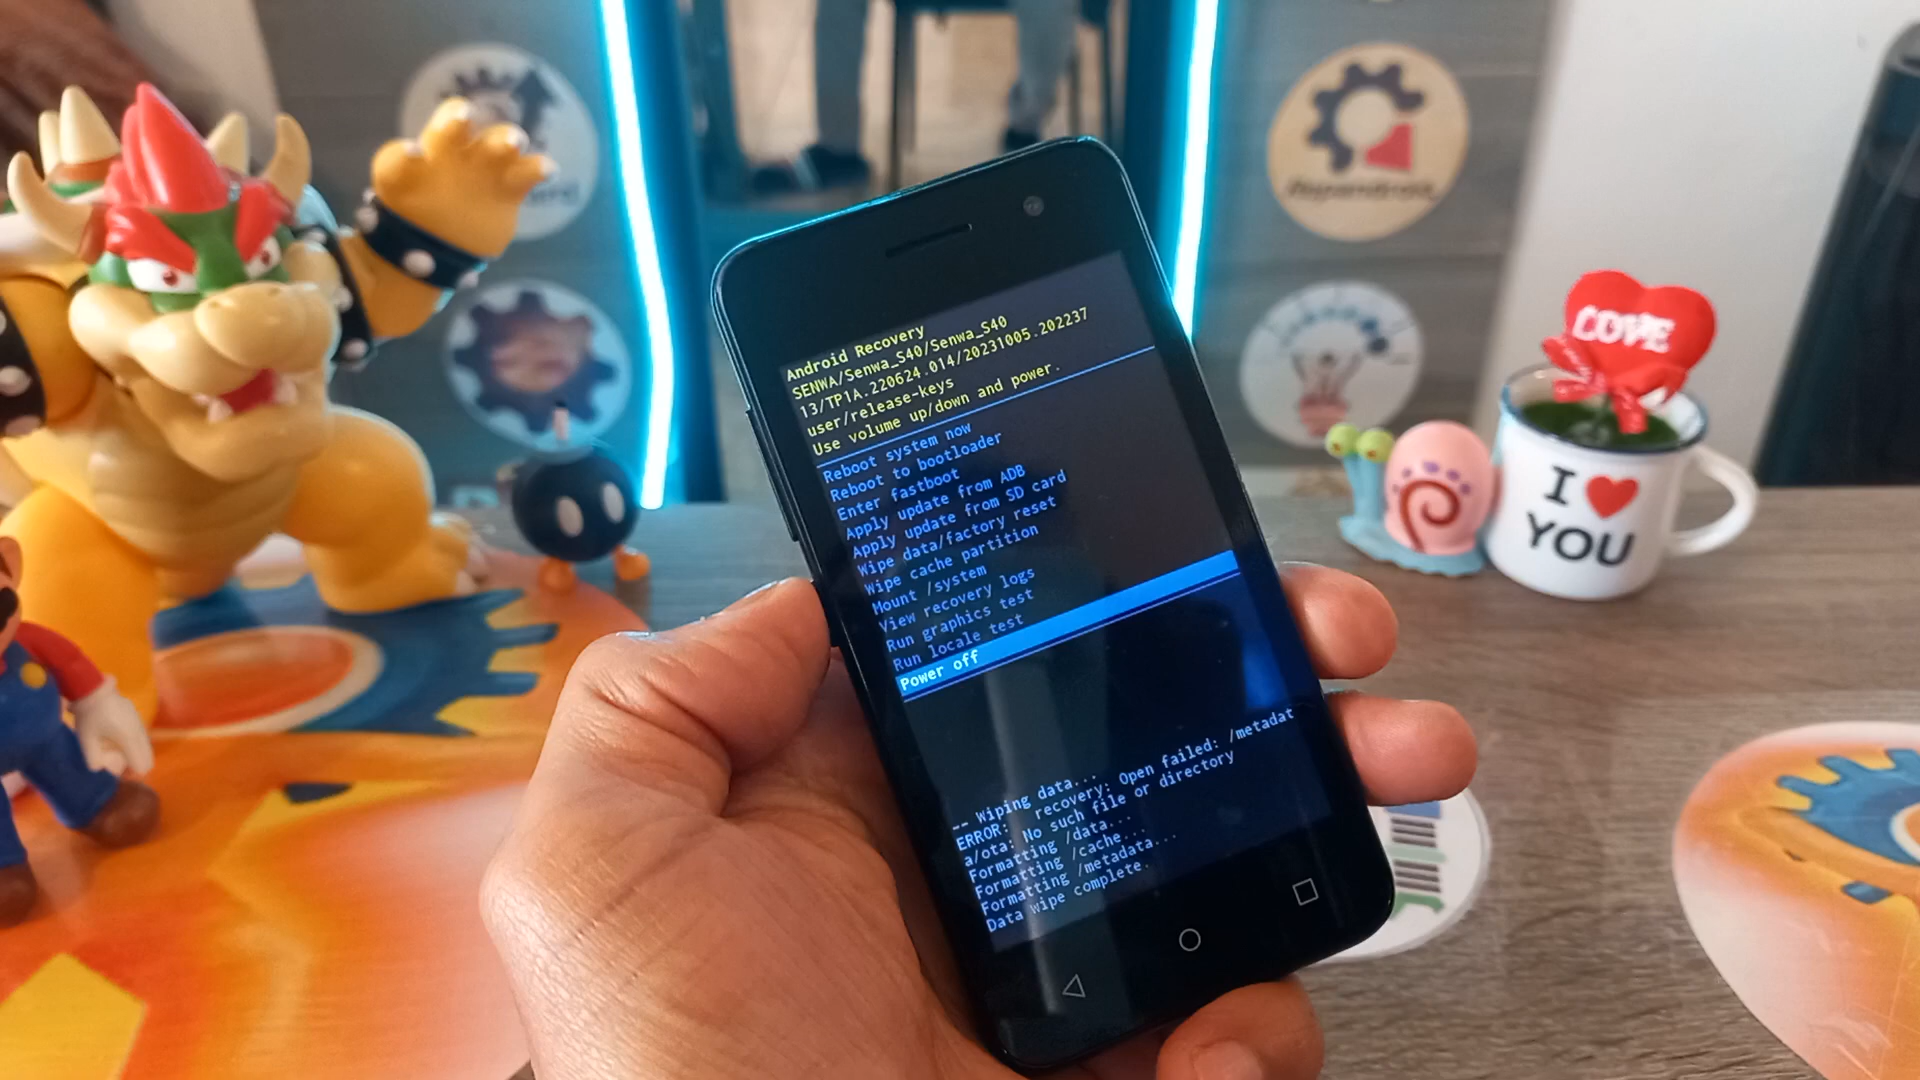 Android Recovery
SENWA/Senwa_S40/Senwa_S40
13/TP1A.220624.014/20231005.202237
user/release-keys
Use volume up/down and power.
Reboot system now
Reboot to bootloader
Enter fastboot
Apply update from ADB
Apply update from SD card
Wipe data/factory reset
Wipe cache partition
Mount /system
View recovery logs
Run graphics test
Run locale test
Power off
-- Wiping data...
ERROR: recovery: Open failed: /metadat
a/ota: No such file or directory
Formatting /data...
Formatting /cache...
Formatting /metadata...
Data wipe complete.
LOVE
I
YOU